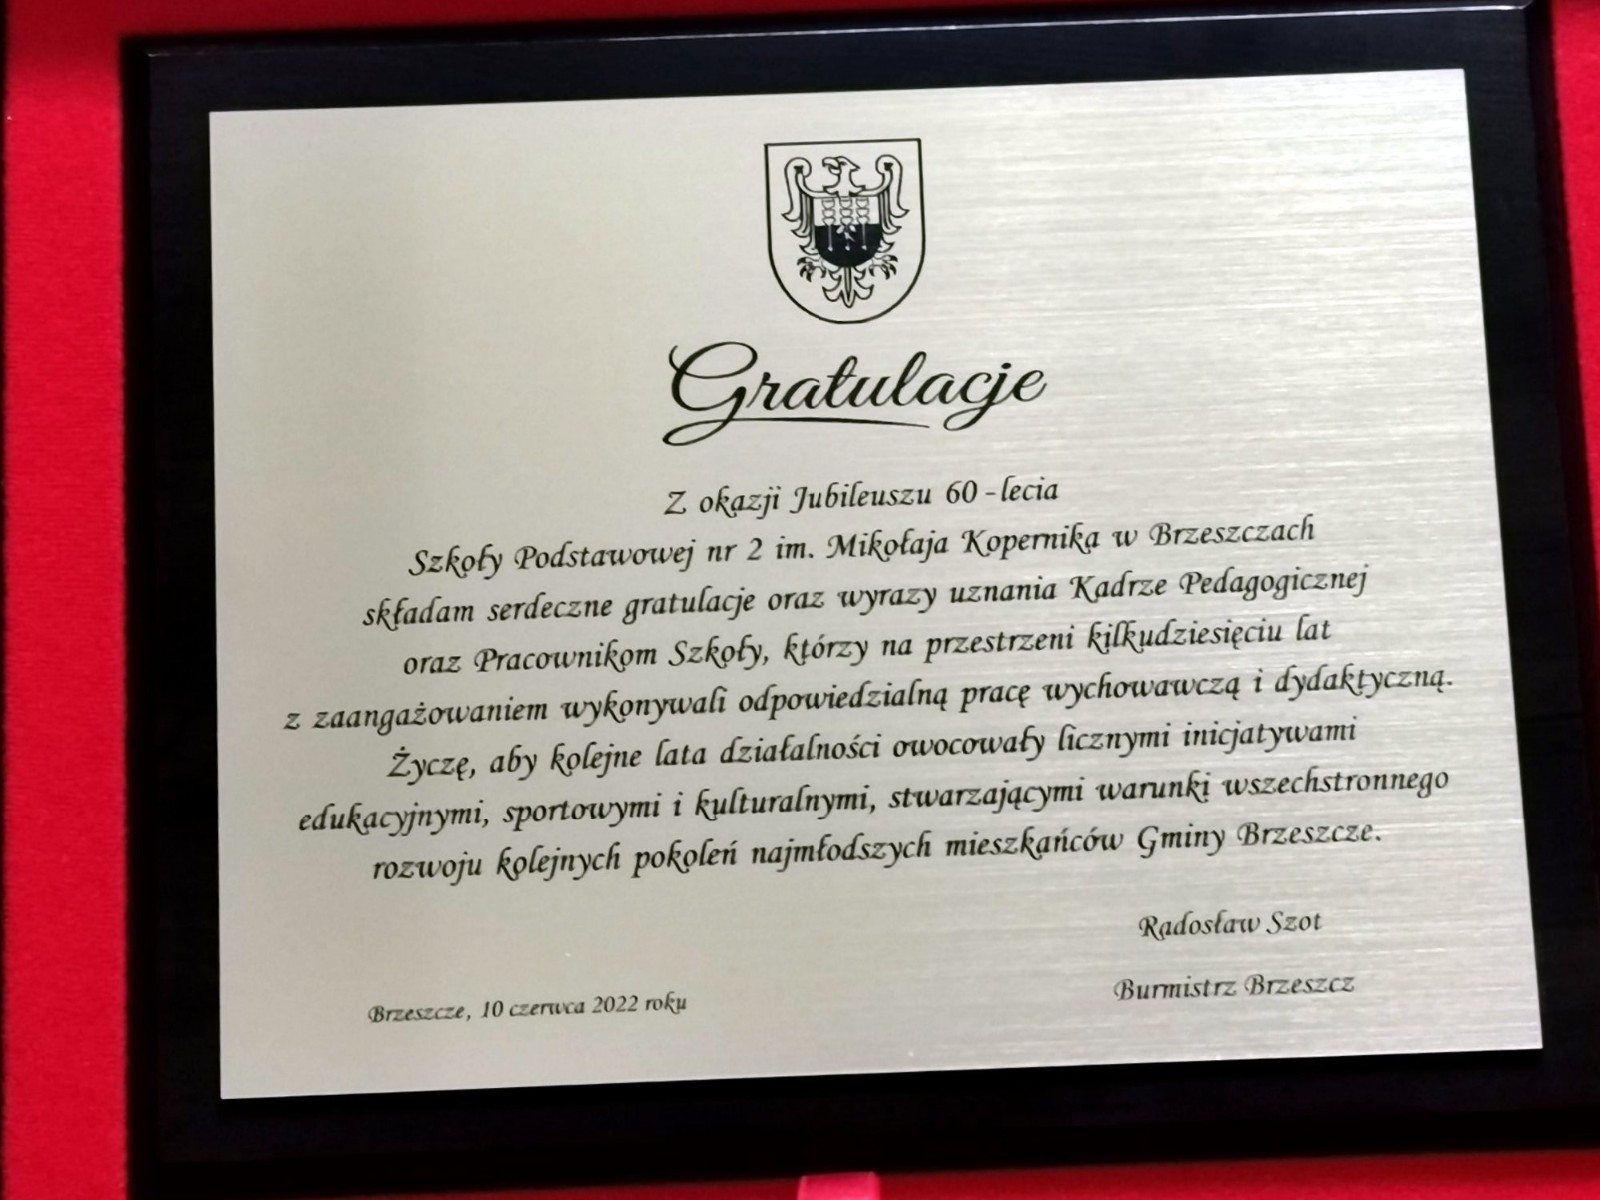 Gratulacje
Z okazji Jubileuszu 60-lecia
Szkoły Podstawowej nr 2 im. Mikołaja Kopernika w Brzeszczach
składam serdeczne gratulacje oraz wyrazy uznania Kadrze Pedagogicznej
oraz Pracownikom Szkoły, którzy na przestrzeni kilkudziesięciu lat
z zaangażowaniem wykonywali odpowiedzialną pracę wychowawczą i dydaktyczną.
Życzę, aby kolejne lata działalności owocowały licznymi inicjatywami
edukacyjnymi, sportowymi i kulturalnymi, stwarzającymi warunki wszechstronnego
rozwoju kolejnych pokoleń najmłodszych mieszkańców Gminy Brzeszcze.
Radosław Szot
Burmistrz Brzeszcz
Brzeszcze, 10 czerwca 2022 roku